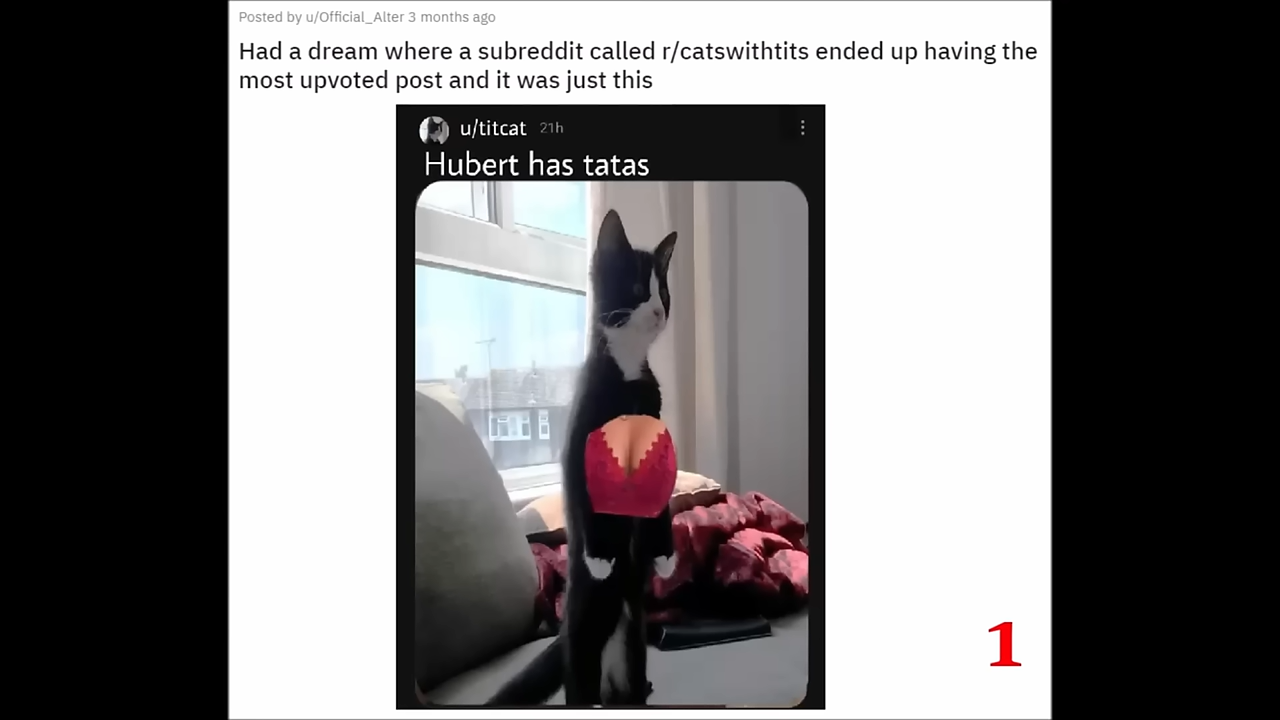 Posted by u/Official_Alter 3 months ago
Had a dream where a subreddit called r/catswithtits ended up having the
most upvoted post and it was just this
u/titcat 21h
Hubert has tatas
1